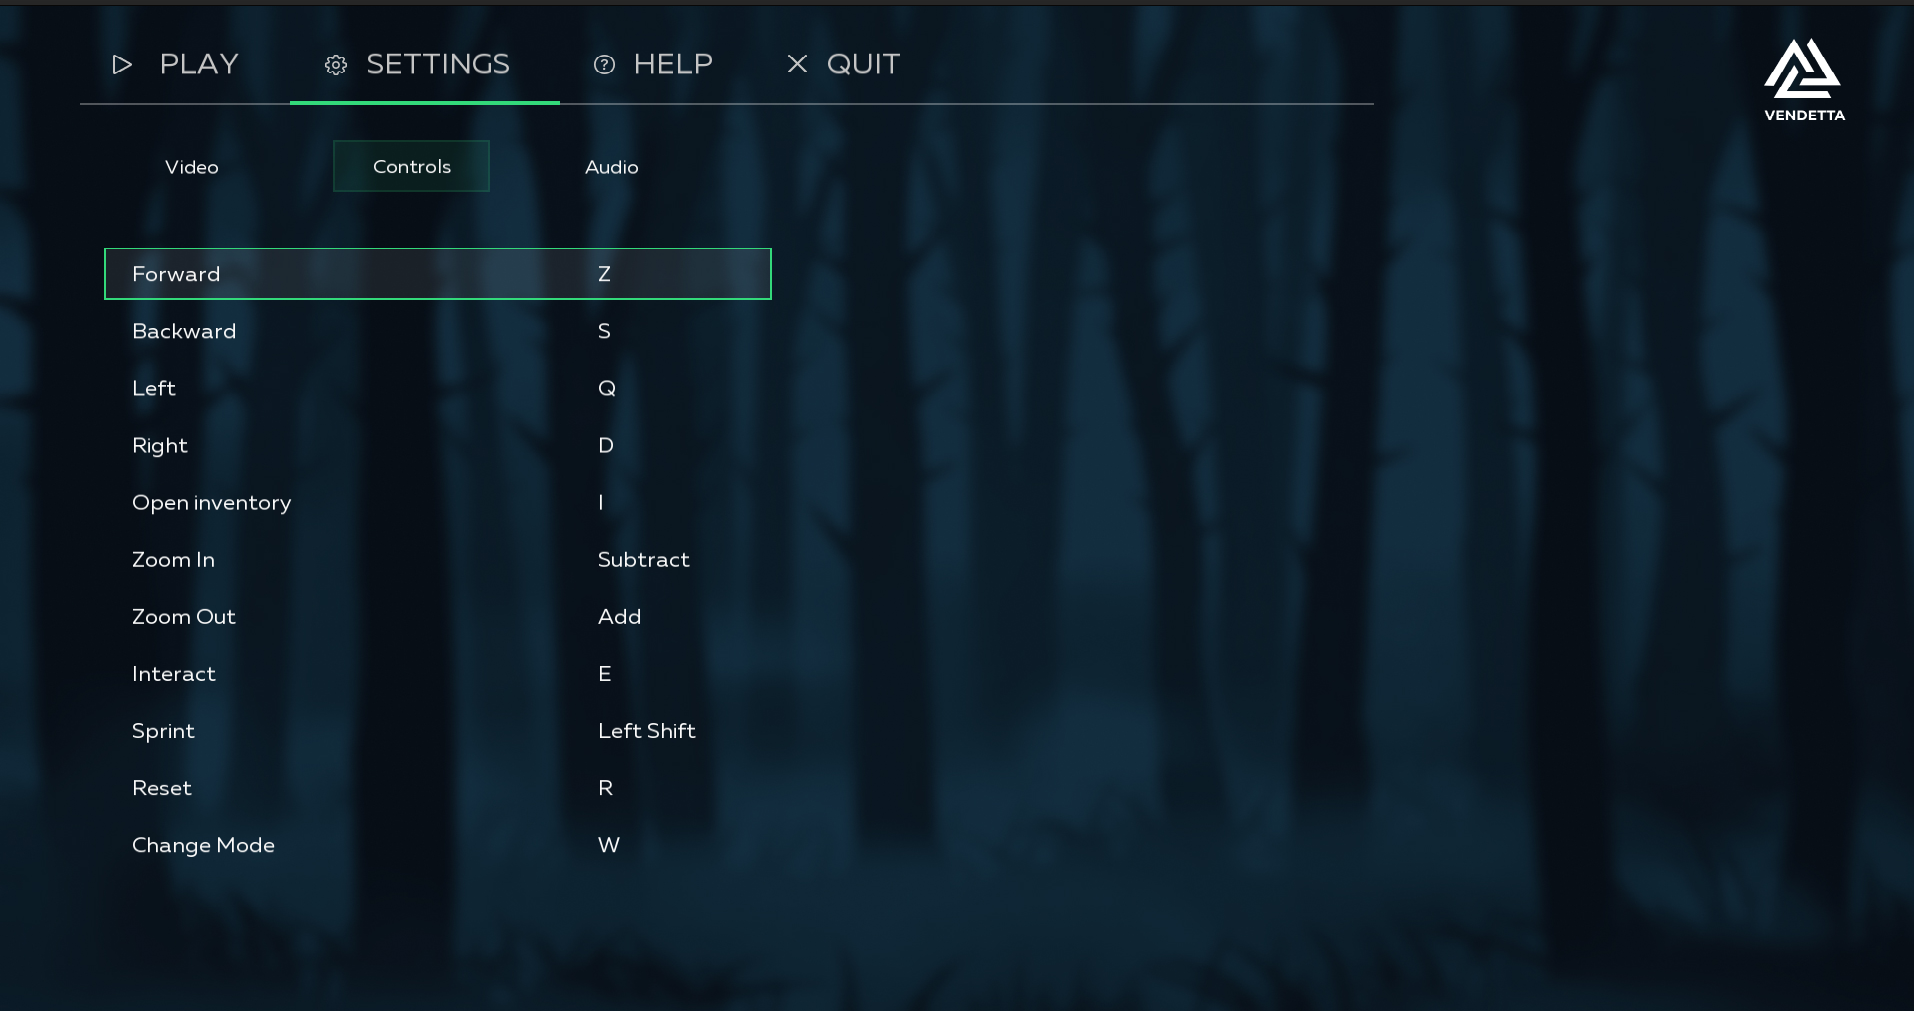 PLAY SETTINGS HELP QUIT
VENDETTA
Video Controls Audio
Forward Z
Backward S
Left Q
Right D
Open inventory I
Zoom In Subtract
Zoom Out Add
Interact E
Sprint Left Shift
Reset R
Change Mode W